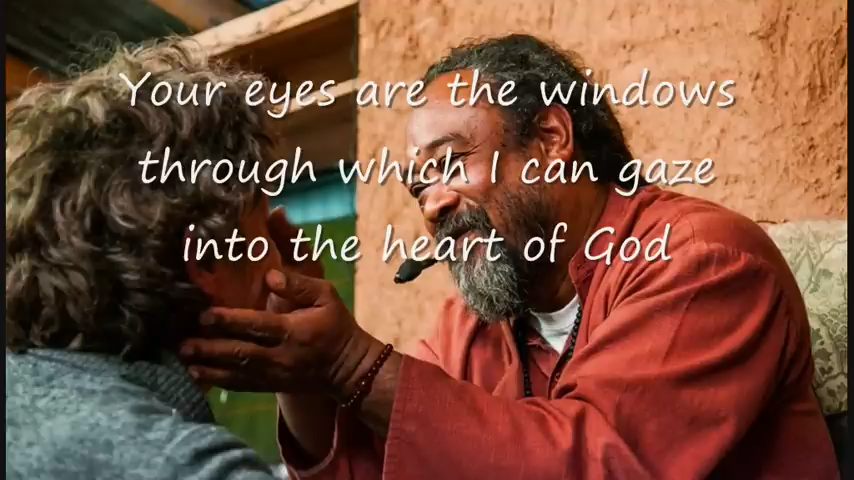 Your eyes are the windows
through which I can gaze
into the heart of God